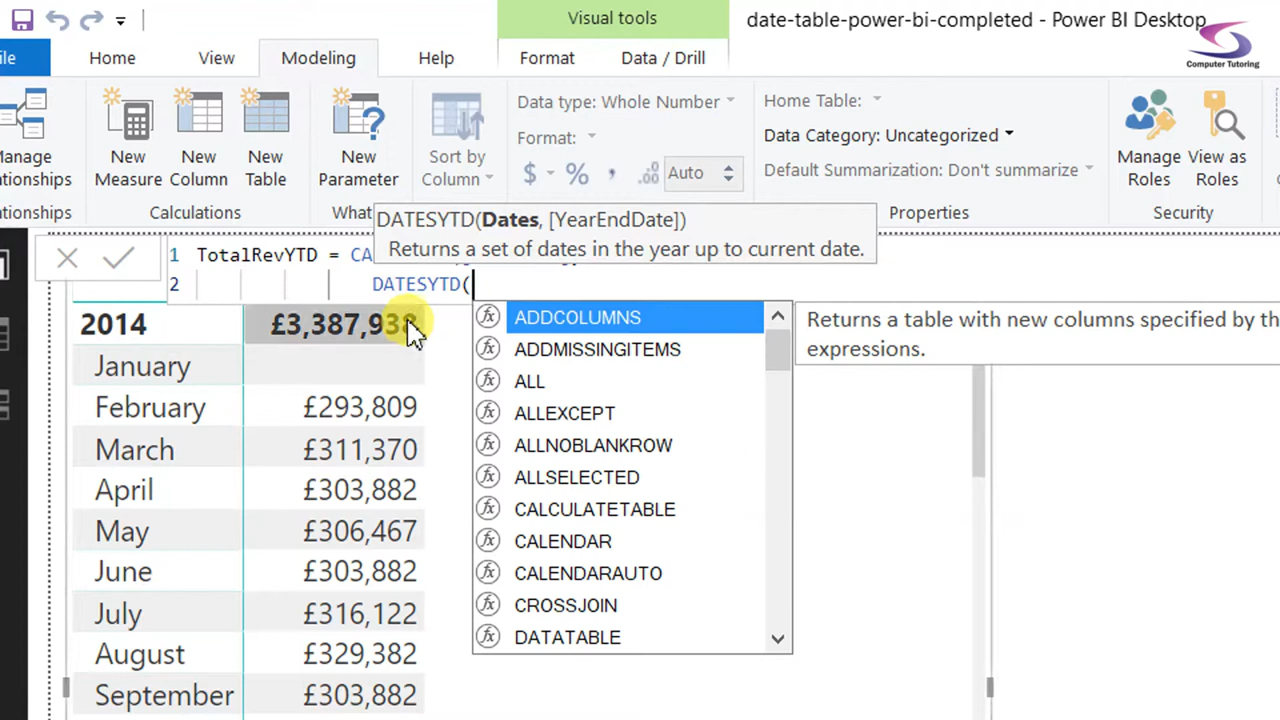 Visual tools
date-table-power-bi-completed - Power BI Desktop
Computer Tutoring
ile Home View Modeling Help Format Data / Drill
Manage
ationships
New
Measure
New
Column
New
Table
New
Parameter
Sort by
Column
Data type: Whole Number
Format:
$ % , .00 Auto
Home Table:
Data Category: Uncategorized
Default Summarization: Don't summarize
Manage
Roles
View as
Roles
ationships Calculations What Properties Security
DATESYTD(Dates, [YearEndDate])
Returns a set of dates in the year up to current date.
1 TotalRevYTD = CA
2 DATESYTD(
2014 £3,387,938
January
February £293,809
March £311,370
April £303,882
May £306,467
June £303,882
July £316,122
August £329,382
September £303,882
ADDCOLUMNS
ADDMISSINGITEMS
ALL
ALLEXCEPT
ALLNOBLANKROW
ALLSELECTED
CALCULATETABLE
CALENDAR
CALENDARAUTO
CROSSJOIN
DATATABLE
Returns a table with new columns specified by th
expressions.